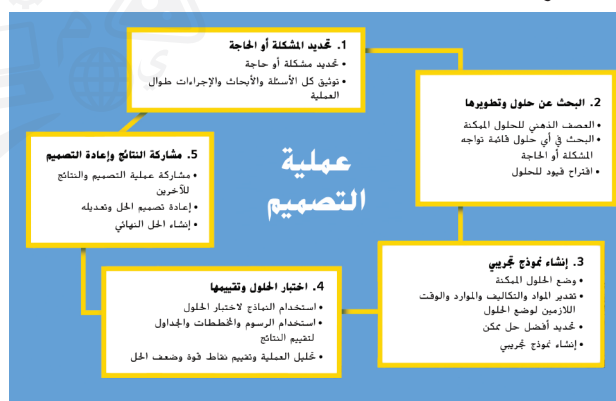 1. تحديد المشكلة أو الحاجة
• تحديد مشكلة أو حاجة
• توثيق كل الأسئلة والأبحاث والإجراءات طوال
العملية
2. البحث عن حلول وتطويرها
• العصف الذهني للحلول الممكنة
• البحث في أي حلول قائمة تواجه
المشكلة أو الحاجة
• اقتراح قيود للحلول
عملية
التصميم
5. مشاركة النتائج وإعادة التصميم
• مشاركة عملية التصميم والنتائج
للآخرين
• إعادة تصميم الحل وتعديله
• إنشاء الحل النهائي
3. إنشاء نموذج تجريبي
• وضع الحلول الممكنة
• تقدير المواد والتكاليف والموارد والوقت
اللازمين لوضع الحلول
• تحديد أفضل حل ممكن
• إنشاء نموذج تجريبي
4. اختبار الحلول وتقييمها
• استخدام النماذج لاختبار الحلول
• استخدام الرسوم والمخططات والجداول
لتقييم النتائج
• تحليل العملية وتقييم نقاط قوة وضعف الحل